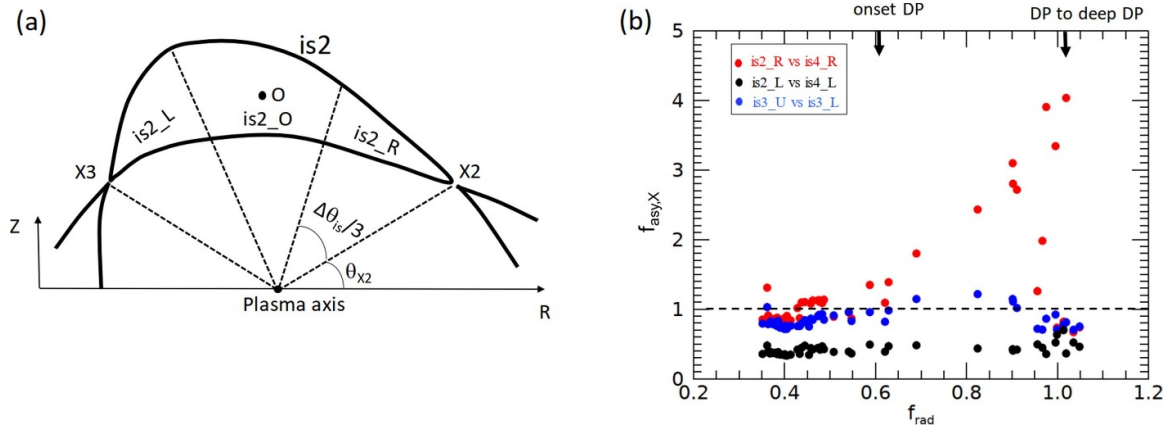 (a)
is2
O
is2_O
is2_L
is2_R
X3
X2
Z
Δθis/3
θX2
Plasma axis
R
(b)
onset DP
DP to deep DP
is2_R vs is4_R
is2_L vs is4_L
is3_U vs is3_L
fasy,X
5
4
3
2
1
0
0.2
0.4
0.6
0.8
1.0
1.2
frad